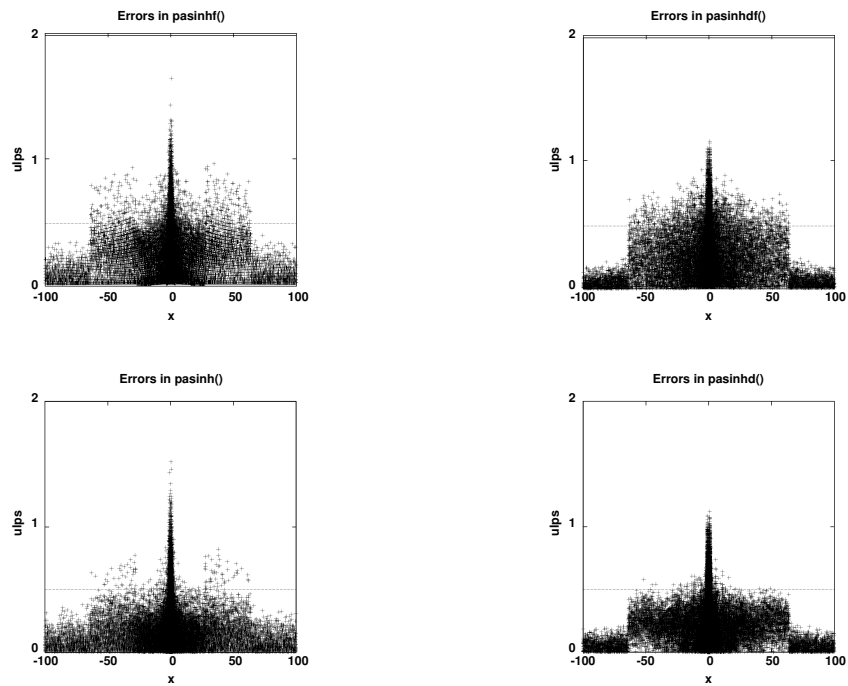 Errors in pasinhf()
2
1
0
ulps
-100 -50 0 50 100
x
Errors in pasinhdf()
2
1
0
ulps
-100 -50 0 50 100
x
Errors in pasinh()
2
1
0
ulps
-100 -50 0 50 100
x
Errors in pasinhd()
2
1
0
ulps
-100 -50 0 50 100
x